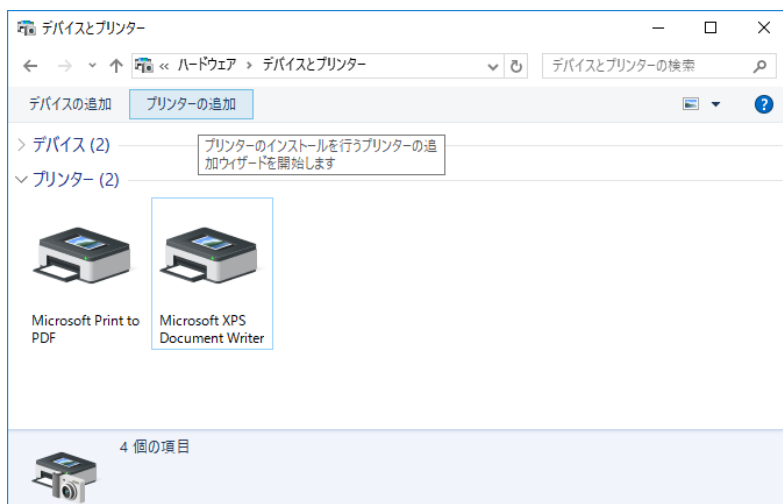 デバイスとプリンター
« ハードウェア › デバイスとプリンター
デバイスとプリンターの検索
デバイスの追加
プリンターの追加
デバイス (2)
プリンターのインストールを行うプリンターの追
加ウィザードを開始します
プリンター (2)
Microsoft Print to
PDF
Microsoft XPS
Document Writer
4 個の項目